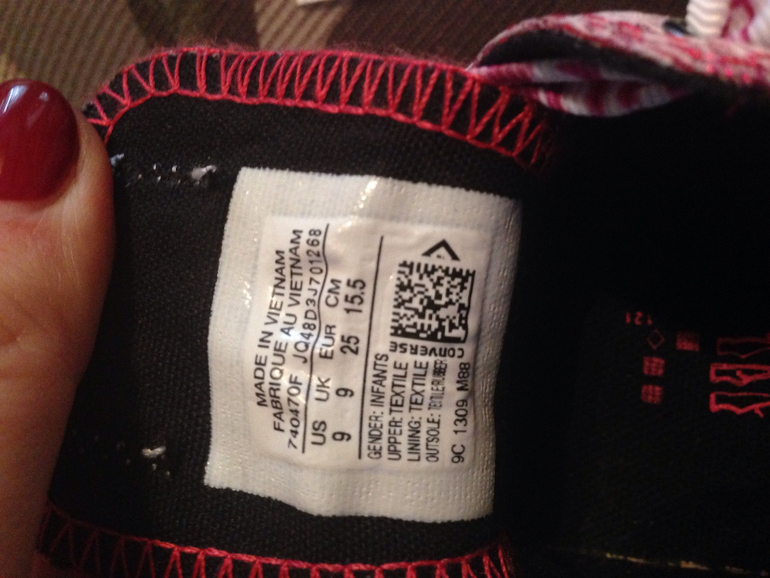 MADE IN VIETNAM
FABRIQUE AU VIETNAM
740470F JQ48D3J701268
US UK EUR CM
9 9 25 15.5
CONVERSE
GENDER: INFANTS
UPPER: TEXTILE
LINING: TEXTILE
OUTSOLE: TEXTILE RUBBER
9C 1309 M88
121